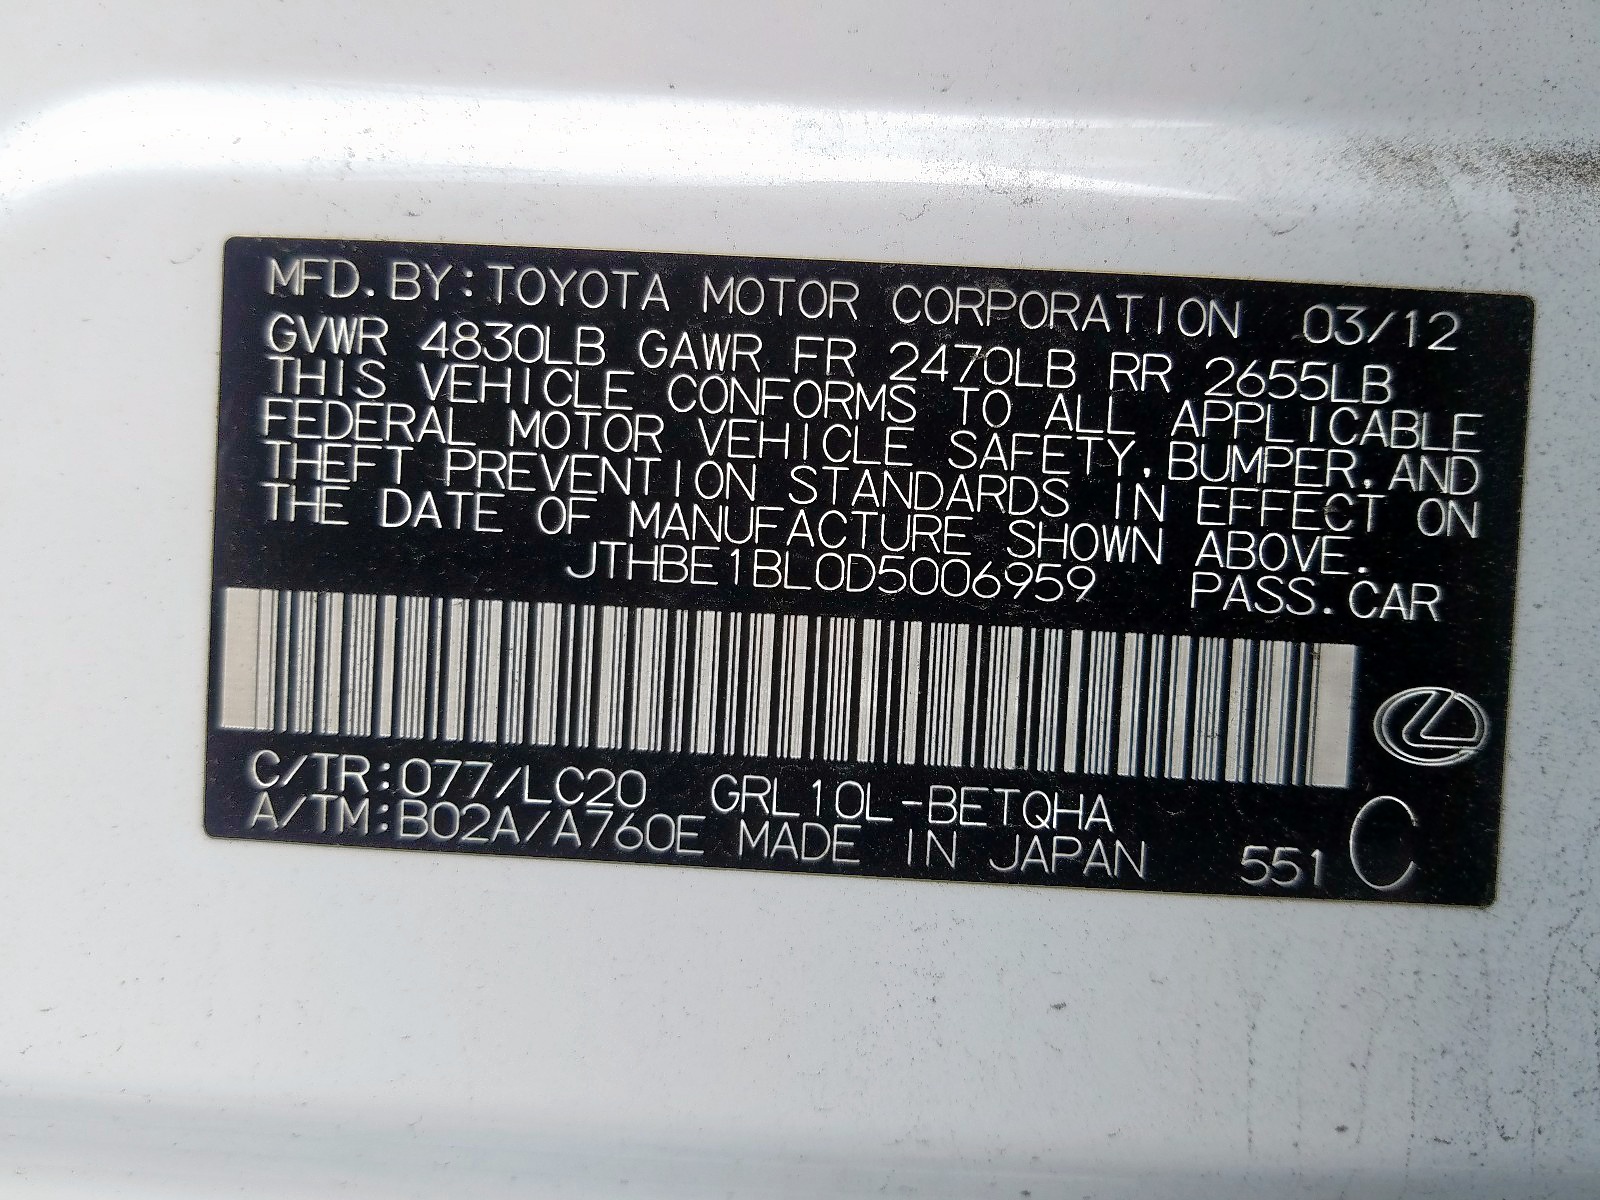 MFD. BY: TOYOTA MOTOR CORPORATION 03/12
GVWR 4830LB GAWR FR 2470LB RR 2655LB
THIS VEHICLE CONFORMS TO ALL APPLICABLE
FEDERAL MOTOR VEHICLE SAFETY, BUMPER, AND
THEFT PREVENTION STANDARDS IN EFFECT ON
THE DATE OF MANUFACTURE SHOWN ABOVE.
JTHBE1BL0D5006959 PASS. CAR
C/TR: 077/LC20 GRL10L-BETQHA
A/TM: B02A/A760E MADE IN JAPAN 551 C